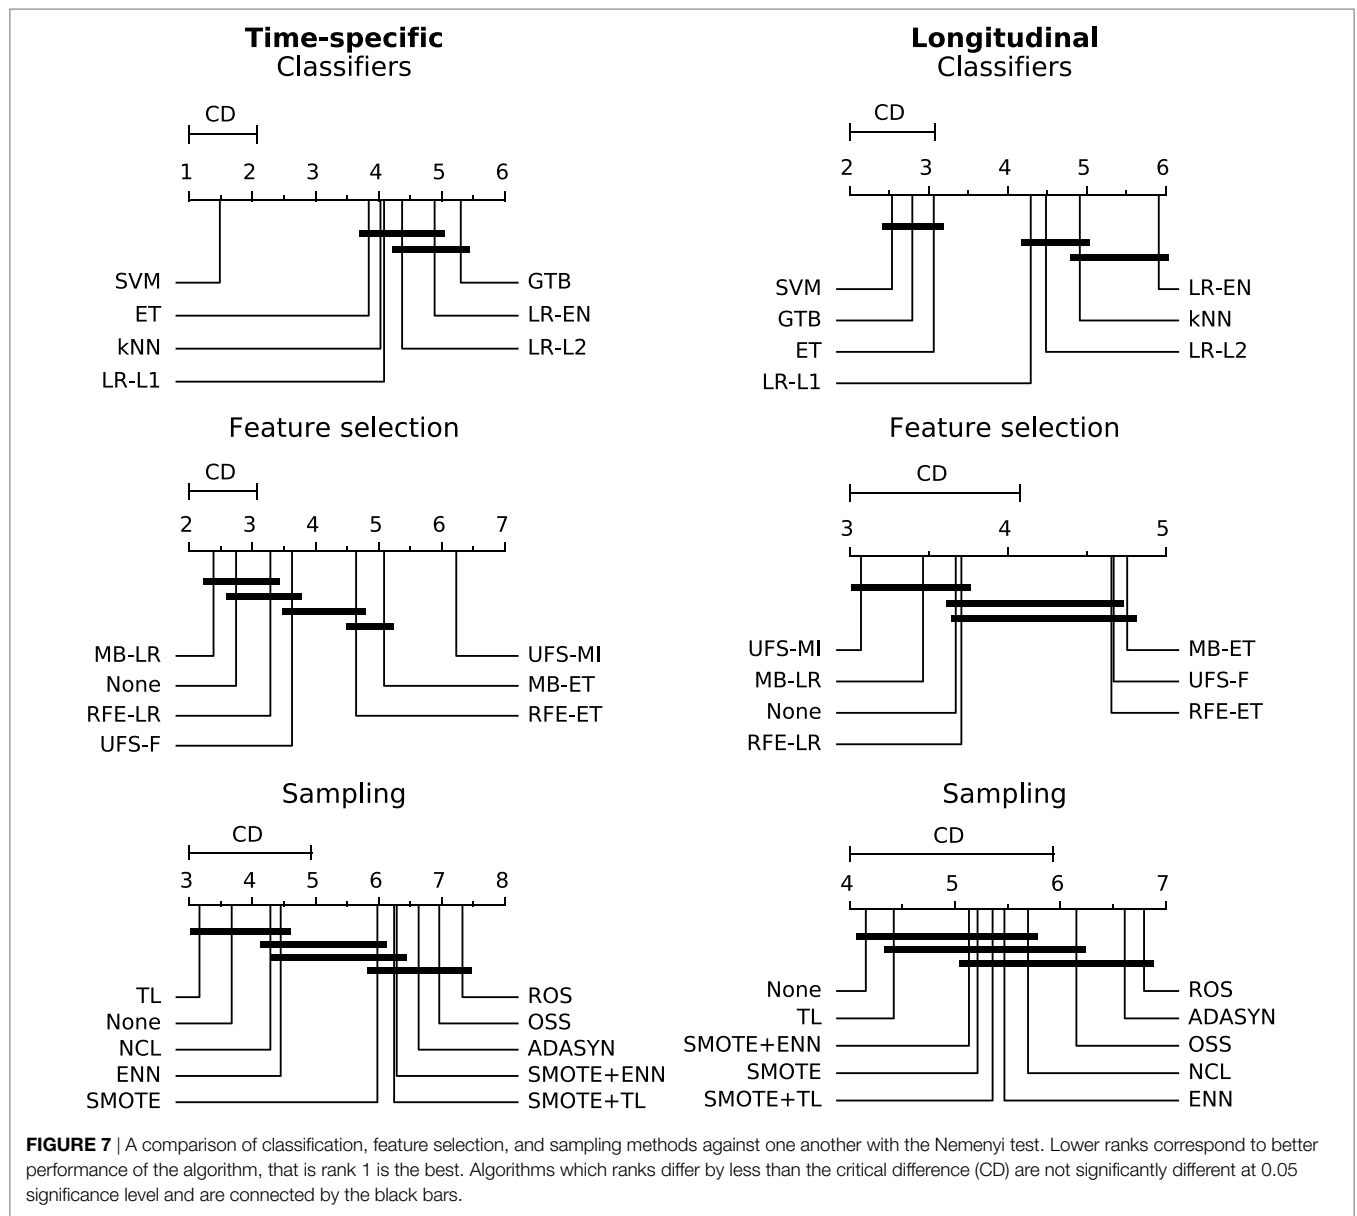 Time-specific
Classifiers
CD
1 2 3 4 5 6
SVM
ET
kNN
LR-L1
GTB
LR-EN
LR-L2
Longitudinal
Classifiers
CD
2 3 4 5 6
SVM
GTB
ET
LR-L1
LR-EN
kNN
LR-L2
Feature selection
CD
2 3 4 5 6 7
MB-LR
None
RFE-LR
UFS-F
UFS-MI
MB-ET
RFE-ET
Feature selection
CD
3 4 5
UFS-MI
MB-LR
None
RFE-LR
MB-ET
UFS-F
RFE-ET
Sampling
CD
3 4 5 6 7 8
TL
None
NCL
ENN
SMOTE
ROS
OSS
ADASYN
SMOTE+ENN
SMOTE+TL
Sampling
CD
4 5 6 7
None
TL
SMOTE+ENN
SMOTE
SMOTE+TL
ROS
ADASYN
OSS
NCL
ENN
FIGURE 7 | A comparison of classification, feature selection, and sampling methods against one another with the Nemenyi test. Lower ranks correspond to better
performance of the algorithm, that is rank 1 is the best. Algorithms which ranks differ by less than the critical difference (CD) are not significantly different at 0.05
significance level and are connected by the black bars.